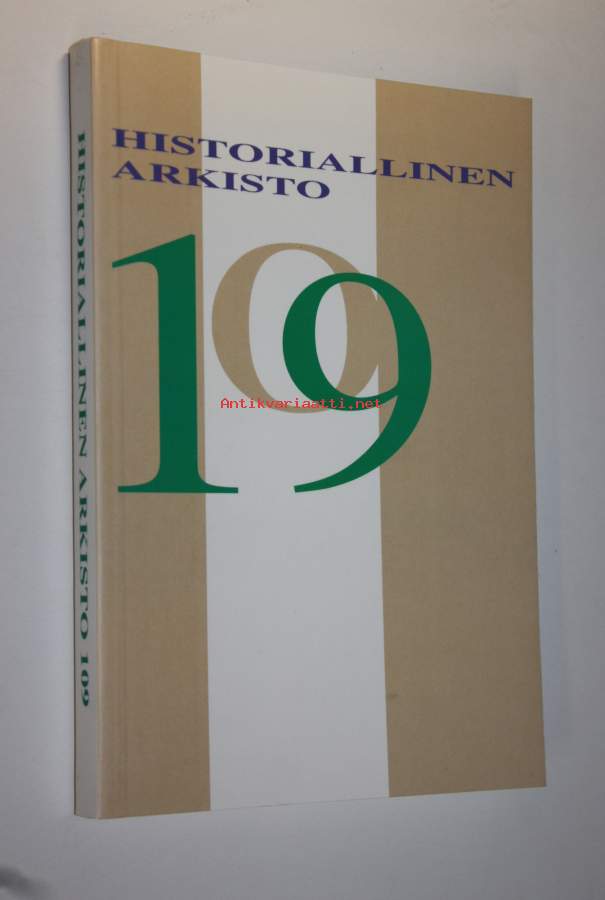 HISTORIALLINEN
ARKISTO
109
Antikvariaatti.net
HISTORIALLINEN ARKISTO 109